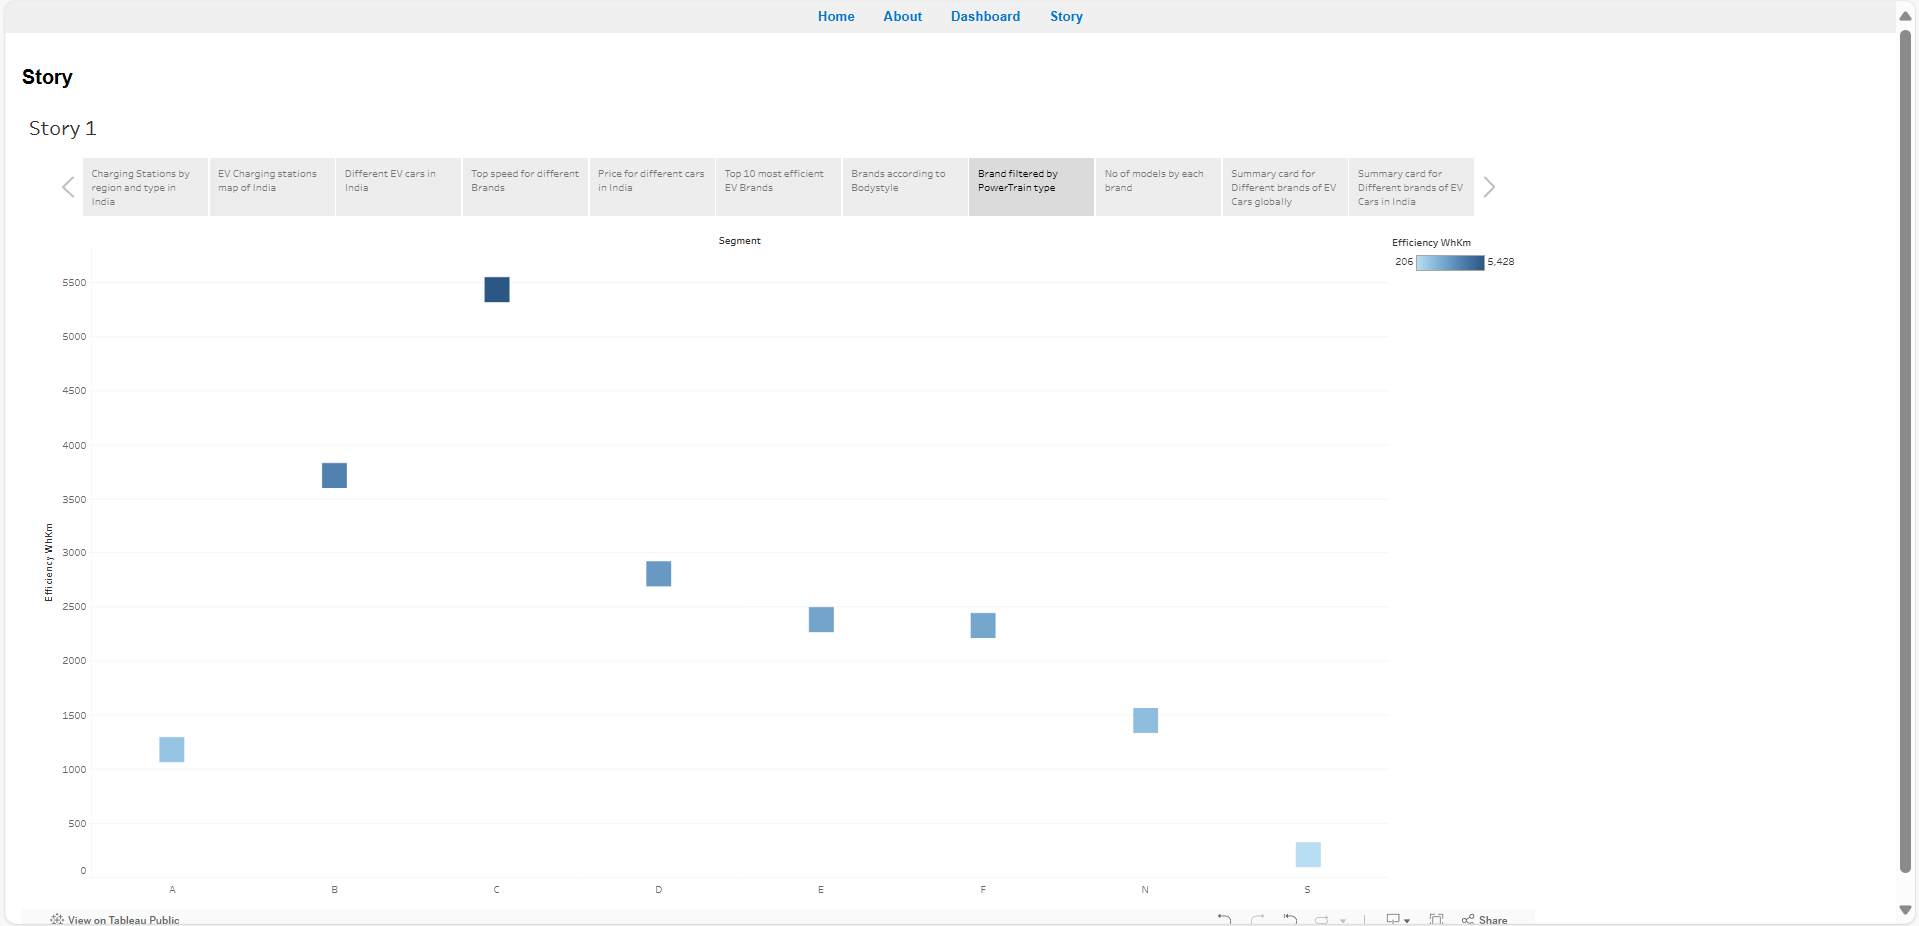 Home About Dashboard Story
Story
Story 1
Charging Stations by
region and type in
India
EV Charging stations
map of India
Different EV cars in
India
Top speed for different
Brands
Price for different cars
in India
Top 10 most efficient
EV Brands
Brands according to
Bodystyle
Brand filtered by
PowerTrain type
No of models by each
brand
Summary card for
Different brands of EV
Cars globally
Summary card for
Different brands of EV
Cars in India
Segment
Efficiency WhKm
206 5,428
5500
5000
4500
4000
3500
3000
2500
2000
1500
1000
500
0
Efficiency WhKm
A B C D E F N S
View on Tableau Public
Share